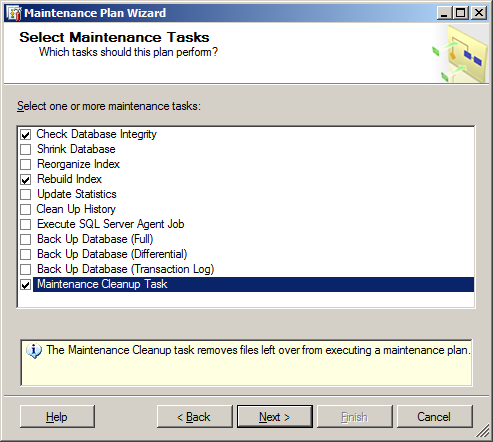 Maintenance Plan Wizard
Select Maintenance Tasks
Which tasks should this plan perform?
Select one or more maintenance tasks:
Check Database Integrity
Shrink Database
Reorganize Index
Rebuild Index
Update Statistics
Clean Up History
Execute SQL Server Agent Job
Back Up Database (Full)
Back Up Database (Differential)
Back Up Database (Transaction Log)
Maintenance Cleanup Task
The Maintenance Cleanup task removes files left over from executing a maintenance plan.
Help < Back Next > Finish Cancel